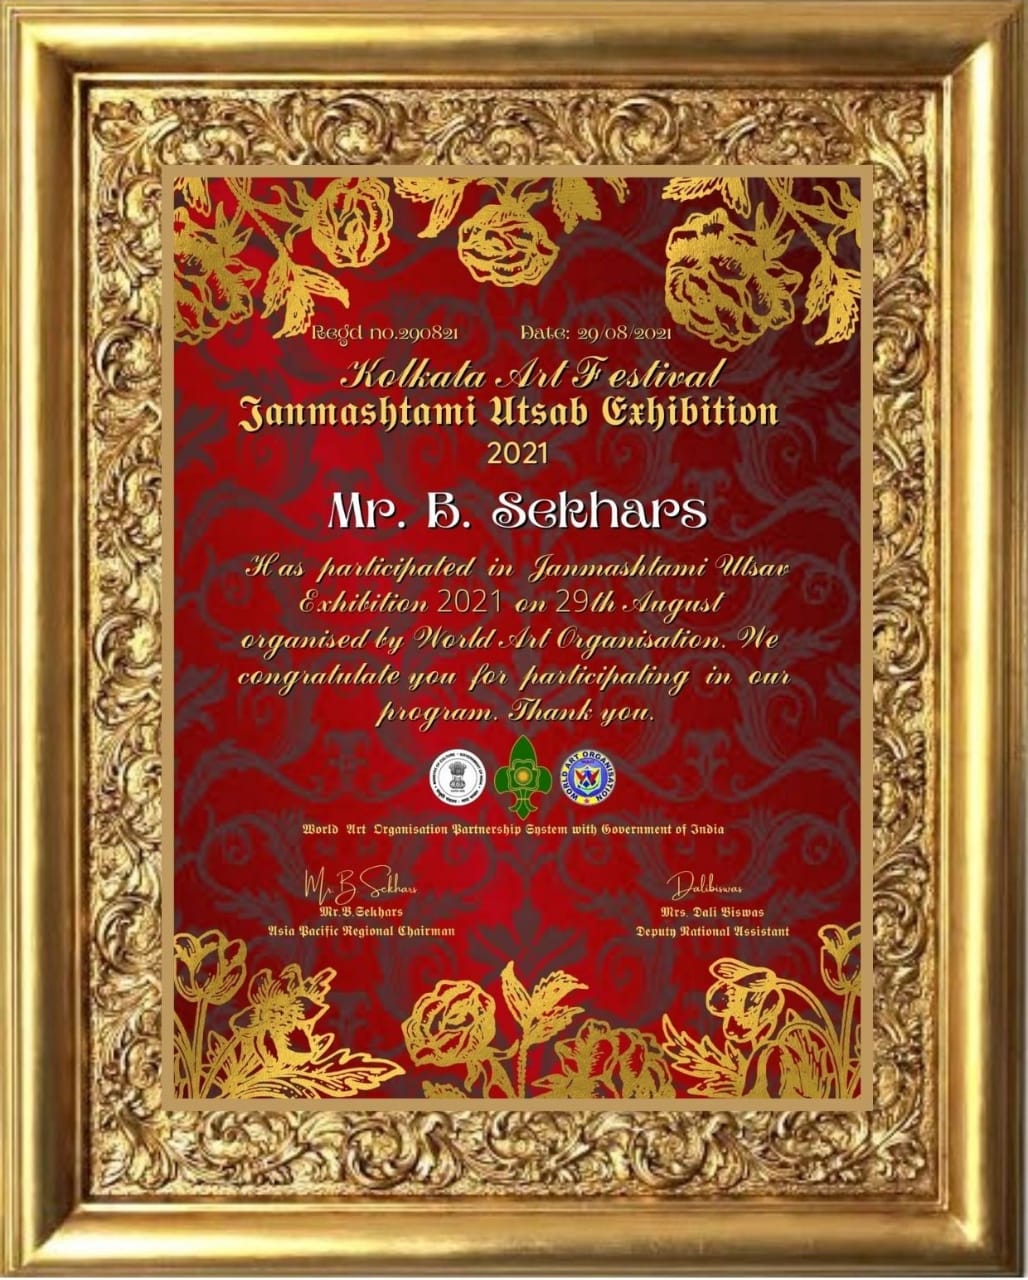 Regd no.290821 Date: 29/08/2021
Kolkata Art Festival
Janmashtami Utsab Exhibition
2021
Mr. B. Sekhars
Has participated in Janmashtami Utsav
Exhibition 2021 on 29th August
organised by World Art Organisation. We
congratulate you for participating in our
program. Thank you.
WORLD ART ORGANISATION
World Art Organisation Partnership System with Government of India
Mr. B Sekhars Dalibiswas
Mr.B.Sekhars Mrs. Dali Biswas
Asia Pacific Regional Chairman Deputy National Assistant